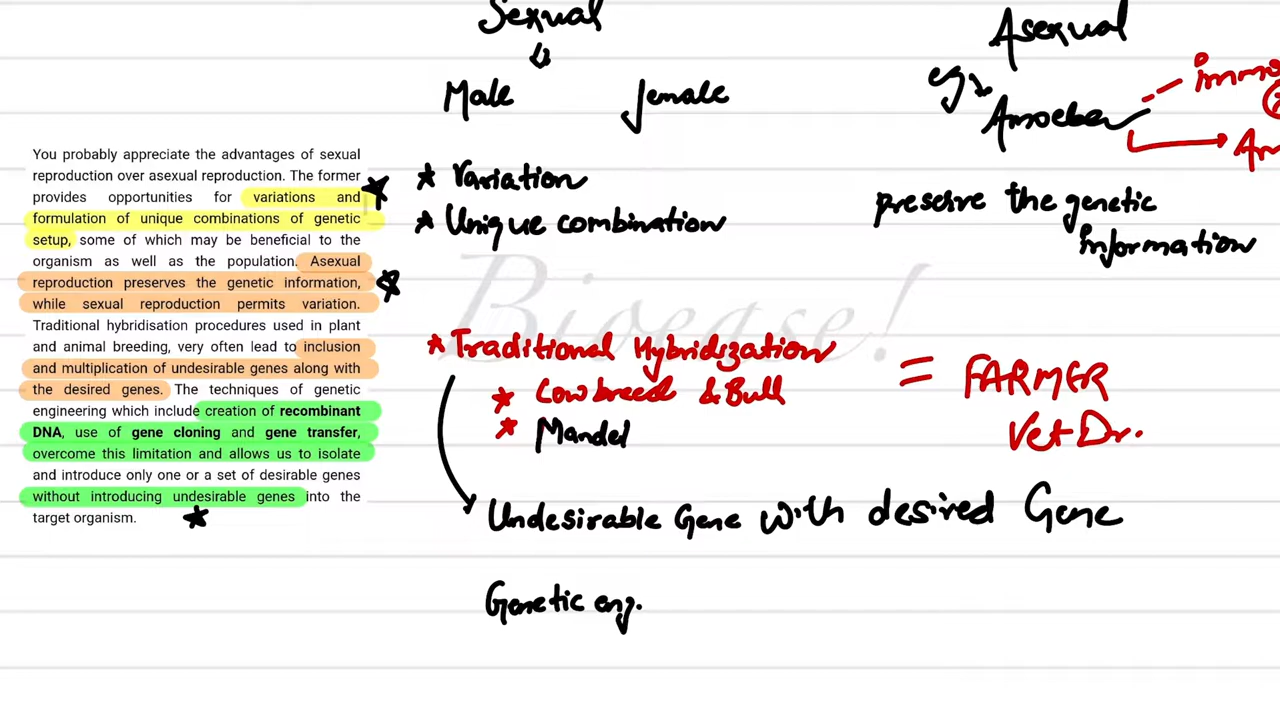 Sexual
Asexual
Male female
eg
Amoeba
You probably appreciate the advantages of sexual
reproduction over asexual reproduction. The former
provides opportunities for variations and
formulation of unique combinations of genetic
setup, some of which may be beneficial to the
organism as well as the population. Asexual
reproduction preserves the genetic information,
while sexual reproduction permits variation.
Traditional hybridisation procedures used in plant
and animal breeding, very often lead to inclusion
and multiplication of undesirable genes along with
the desired genes. The techniques of genetic
engineering which include creation of recombinant
DNA, use of gene cloning and gene transfer,
overcome this limitation and allows us to isolate
and introduce only one or a set of desirable genes
without introducing undesirable genes into the
target organism.
Variation
Unique combination
preserve the genetic
information
Bioease!
Traditional Hybridization
Cowbreed & Bull
Mandel
= FARMER
Vet Dr.
Undesirable Gene with desired Gene
Genetic eng.